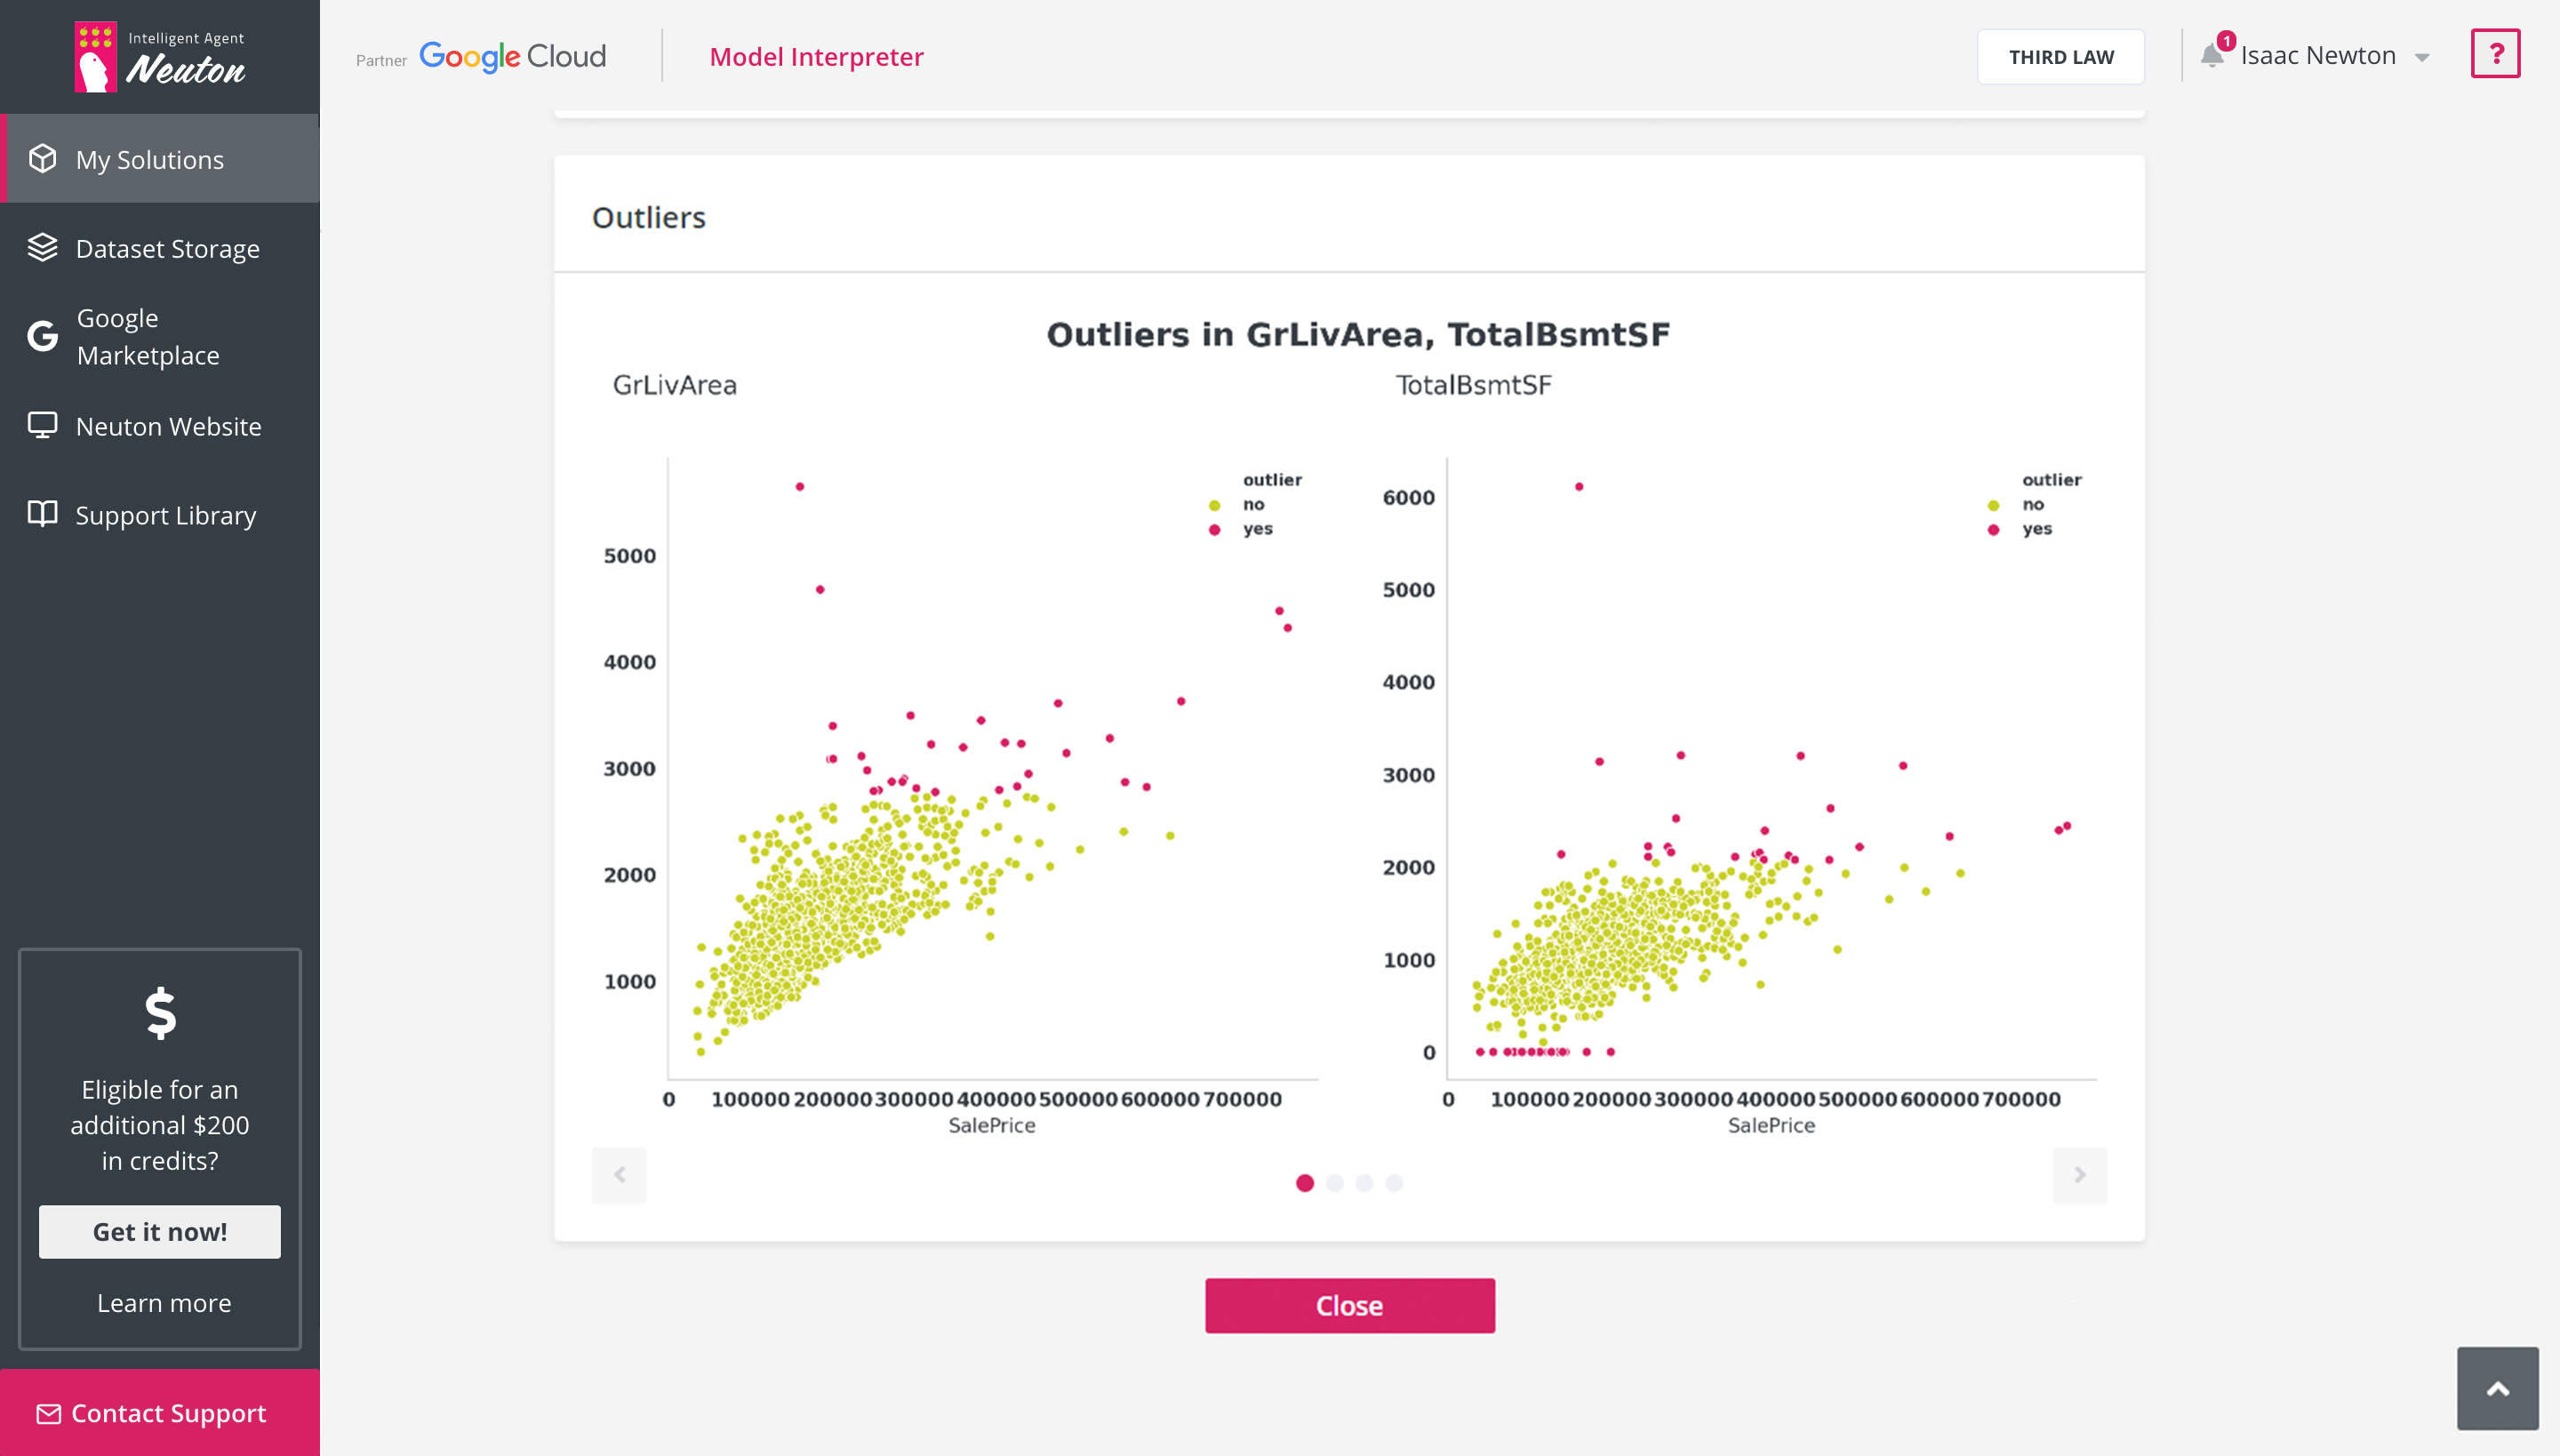 Intelligent Agent
Neuton
Partner Google Cloud
Model Interpreter
THIRD LAW
1
Isaac Newton
?
My Solutions
Dataset Storage
Google
Marketplace
Neuton Website
Support Library
$
Eligible for an
additional $200
in credits?
Get it now!
Learn more
Contact Support
Outliers
Outliers in GrLivArea, TotalBsmtSF
GrLivArea
outlier
no
yes
5000
4000
3000
2000
1000
0 100000 200000 300000 400000 500000 600000 700000
SalePrice
TotalBsmtSF
outlier
no
yes
6000
5000
4000
3000
2000
1000
0
0 100000 200000 300000 400000 500000 600000 700000
SalePrice
Close